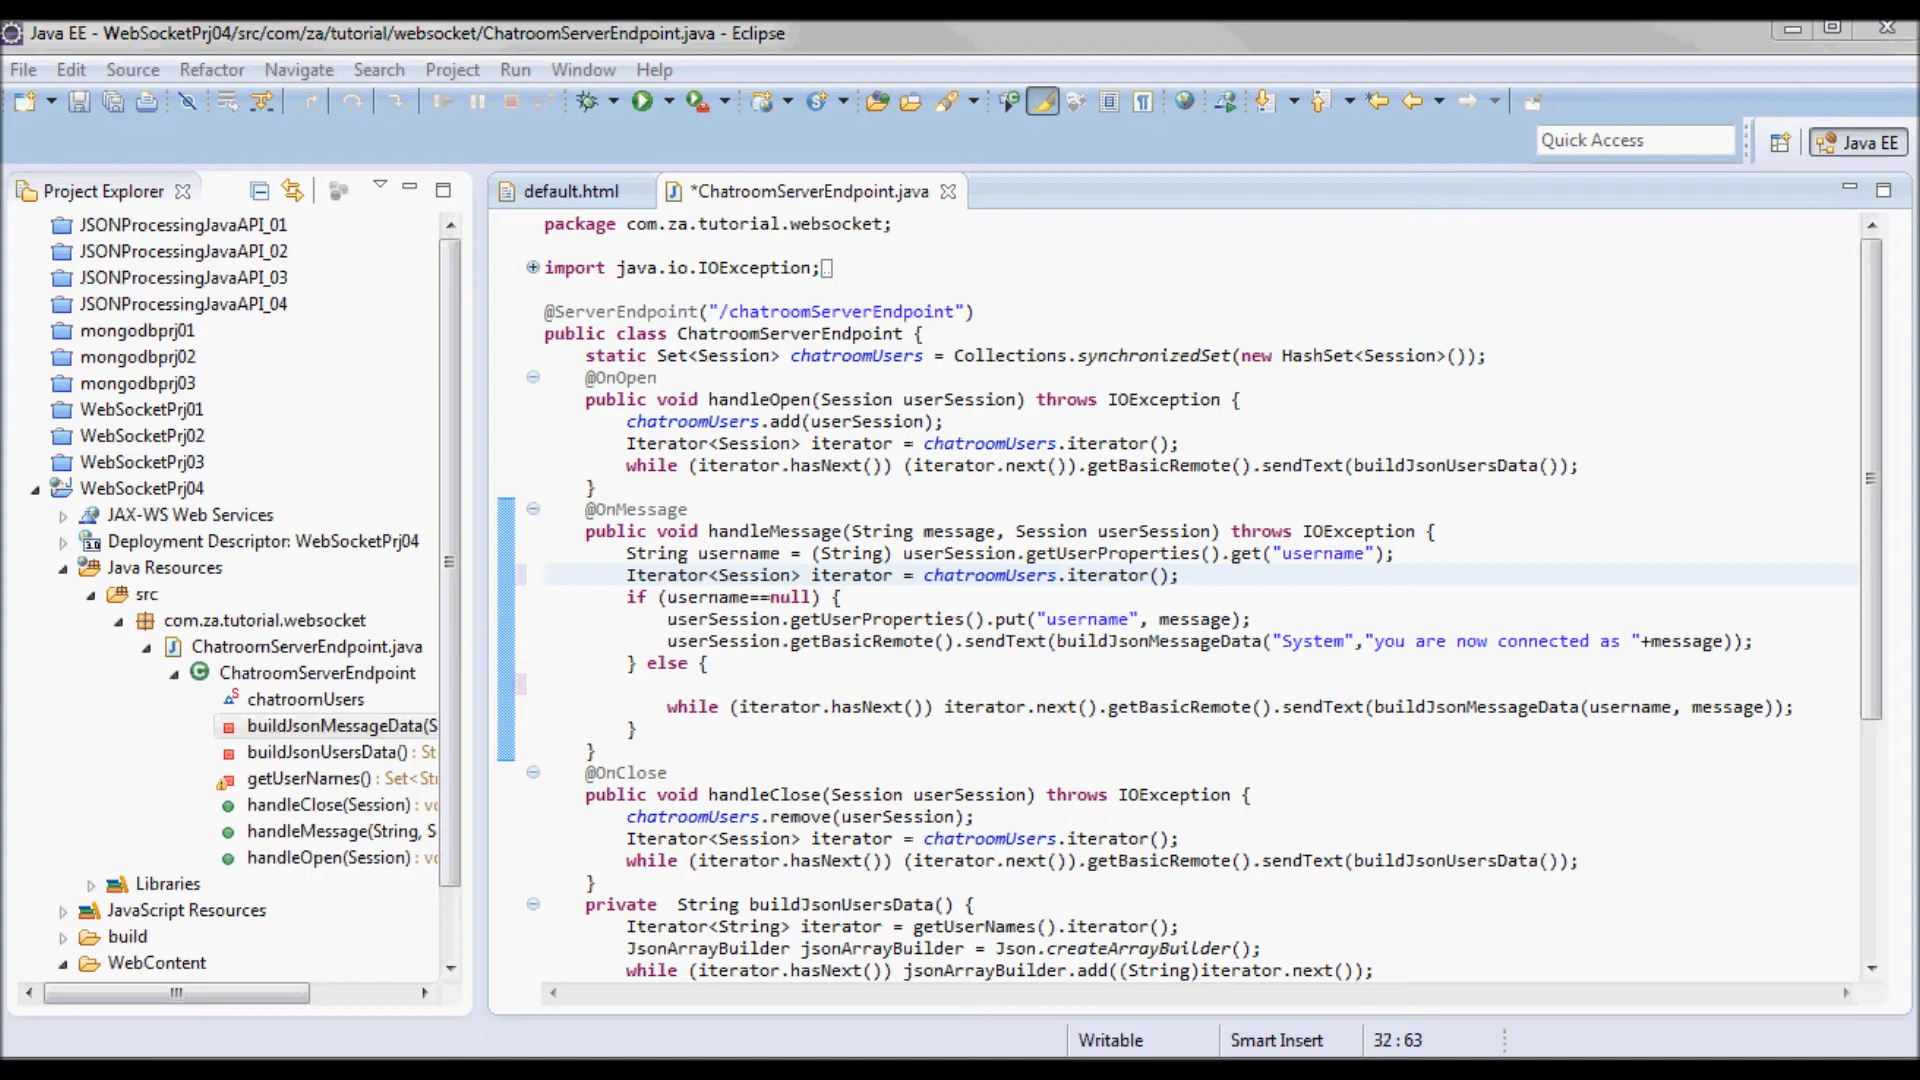 Java EE - WebSocketPrj04/src/com/za/tutorial/websocket/ChatroomServerEndpoint.java - Eclipse
File Edit Source Refactor Navigate Search Project Run Window Help
Quick Access
Java EE
Project Explorer
JSONProcessingJavaAPI_01
JSONProcessingJavaAPI_02
JSONProcessingJavaAPI_03
JSONProcessingJavaAPI_04
mongodbprj01
mongodbprj02
mongodbprj03
WebSocketPrj01
WebSocketPrj02
WebSocketPrj03
WebSocketPrj04
JAX-WS Web Services
Deployment Descriptor: WebSocketPrj04
Java Resources
src
com.za.tutorial.websocket
ChatroomServerEndpoint.java
ChatroomServerEndpoint
chatroomUsers
buildJsonMessageData(S
buildJsonUsersData() : St
getUserNames() : Set<Str
handleClose(Session) : vo
handleMessage(String, S
handleOpen(Session) : vo
Libraries
JavaScript Resources
build
WebContent
default.html
*ChatroomServerEndpoint.java
package com.za.tutorial.websocket;
import java.io.IOException;
@ServerEndpoint("/chatroomServerEndpoint")
public class ChatroomServerEndpoint {
static Set<Session> chatroomUsers = Collections.synchronizedSet(new HashSet<Session>());
@OnOpen
public void handleOpen(Session userSession) throws IOException {
chatroomUsers.add(userSession);
Iterator<Session> iterator = chatroomUsers.iterator();
while (iterator.hasNext()) (iterator.next()).getBasicRemote().sendText(buildJsonUsersData());
}
@OnMessage
public void handleMessage(String message, Session userSession) throws IOException {
String username = (String) userSession.getUserProperties().get("username");
Iterator<Session> iterator = chatroomUsers.iterator();
if (username==null) {
userSession.getUserProperties().put("username", message);
userSession.getBasicRemote().sendText(buildJsonMessageData("System","you are now connected as "+message));
} else {
while (iterator.hasNext()) iterator.next().getBasicRemote().sendText(buildJsonMessageData(username, message));
}
}
@OnClose
public void handleClose(Session userSession) throws IOException {
chatroomUsers.remove(userSession);
Iterator<Session> iterator = chatroomUsers.iterator();
while (iterator.hasNext()) (iterator.next()).getBasicRemote().sendText(buildJsonUsersData());
}
private  String buildJsonUsersData() {
Iterator<String> iterator = getUserNames().iterator();
JsonArrayBuilder jsonArrayBuilder = Json.createArrayBuilder();
while (iterator.hasNext()) jsonArrayBuilder.add((String)iterator.next());
Writable
Smart Insert
32 : 63